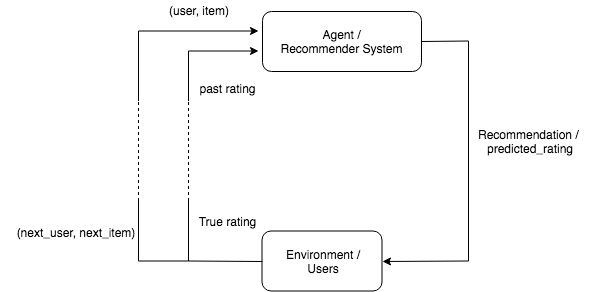 (user, item)
Agent /
Recommender System
past rating
Recommendation /
predicted_rating
True rating
(next_user, next_item)
Environment /
Users